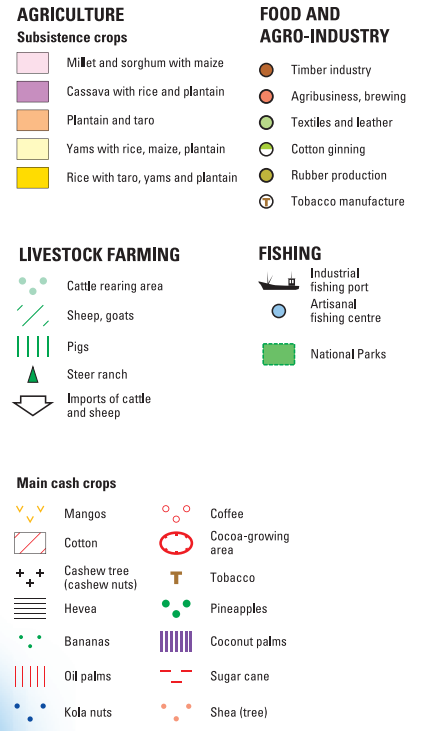 AGRICULTURE
Subsistence crops
Millet and sorghum with maize
Cassava with rice and plantain
Plantain and taro
Yams with rice, maize, plantain
Rice with taro, yams and plantain
FOOD AND
AGRO-INDUSTRY
Timber industry
Agribusiness, brewing
Textiles and leather
Cotton ginning
Rubber production
T Tobacco manufacture
LIVESTOCK FARMING
Cattle rearing area
Sheep, goats
Pigs
Steer ranch
Imports of cattle
and sheep
FISHING
Industrial
fishing port
Artisanal
fishing centre
National Parks
Main cash crops
Mangos
Cotton
Cashew tree
(cashew nuts)
Hevea
Bananas
Oil palms
Kola nuts
Coffee
Cocoa-growing
area
T Tobacco
Pineapples
Coconut palms
Sugar cane
Shea (tree)